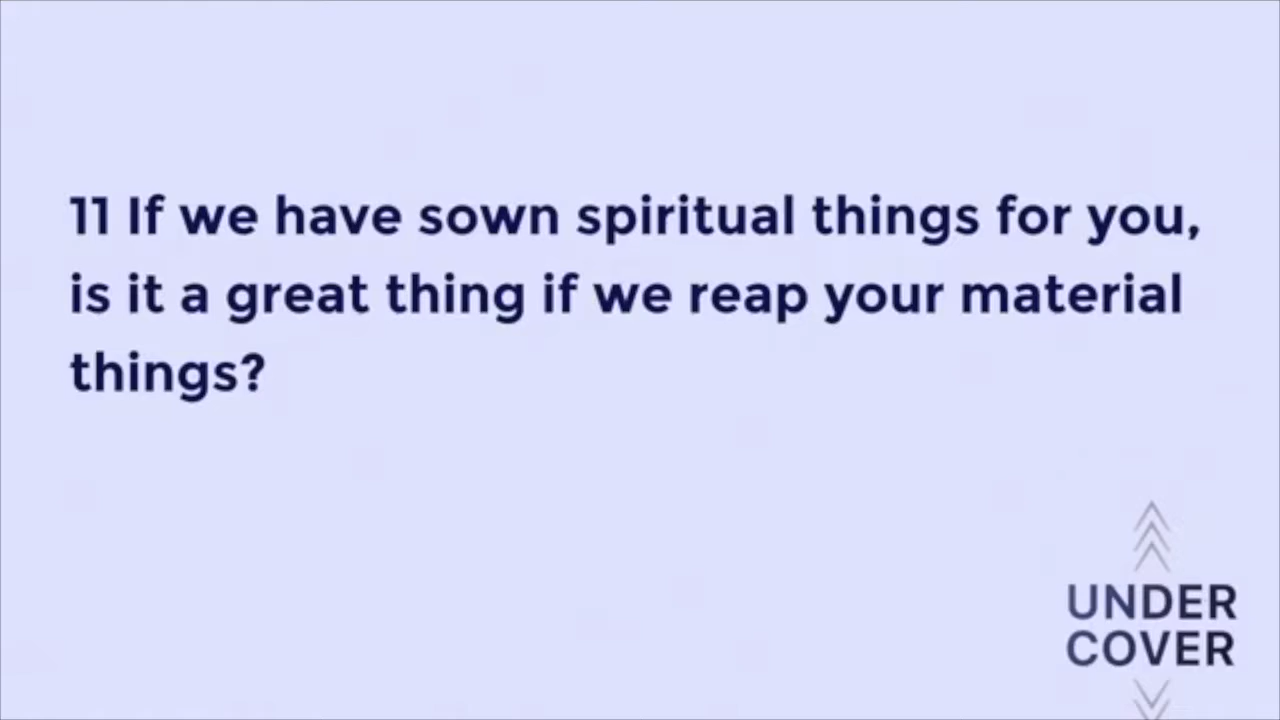 11 If we have sown spiritual things for you,
is it a great thing if we reap your material
things?
UNDER
COVER